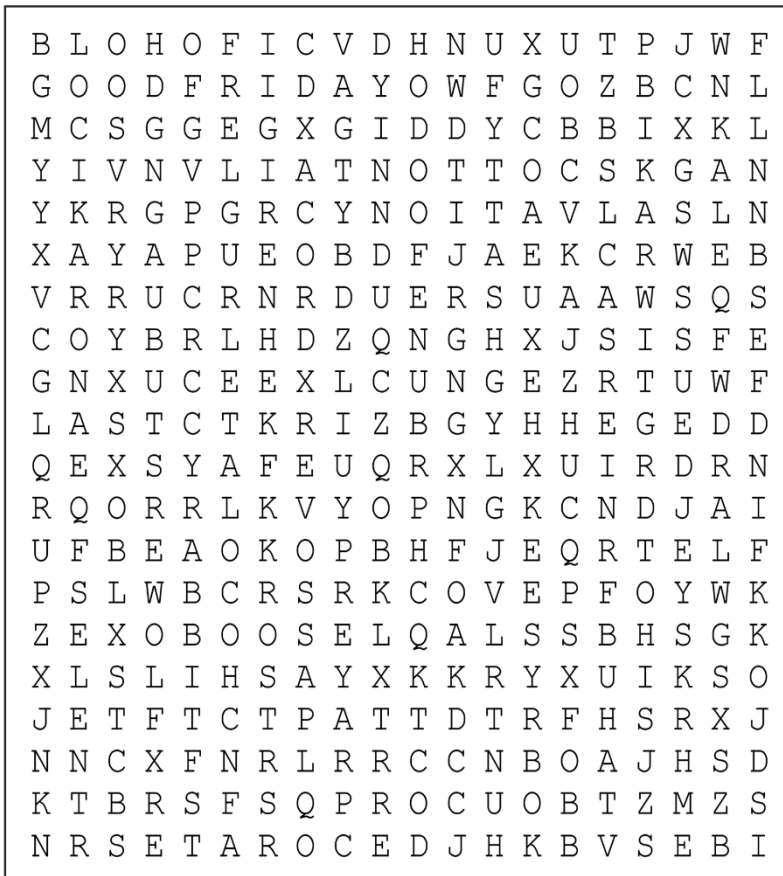 B L O H O F I C V D H N U X U T P J W F
G O O D F R I D A Y O W F G O Z B C N L
M C S G G E G X G I D D Y C B B I X K L
Y I V N V L I A T N O T T O C S K G A N
Y K R G P G R C Y N O I T A V L A S L N
X A Y A P U E O B D F J A E K C R W E B
V R R U C R N R D U E R S U A A W S Q S
C O Y B R L H D Z Q N G H X J S I S F E
G N X U C E E X L C U N G E Z R T U W F
L A S T C T K R I Z B G Y H H E G E D D
Q E X S Y A F E U Q R X L X U I R D R N
R Q O R R L K V Y O P N G K C N D J A I
U F B E A O K O P B H F J E Q R T E L F
P S L W B C R S R K C O V E P F O Y W K
Z E X O B O O S E L Q A L S S B H S G K
X L S L I H S A Y X K K R Y X U I K S O
J E T F T C T P A T T D T R F H S R X J
N N C X F N R L R R C C N B O A J H S D
K T B R S F S Q P R O C U O B T Z M Z S
N R S E T A R O C E D J H K B V S E B I